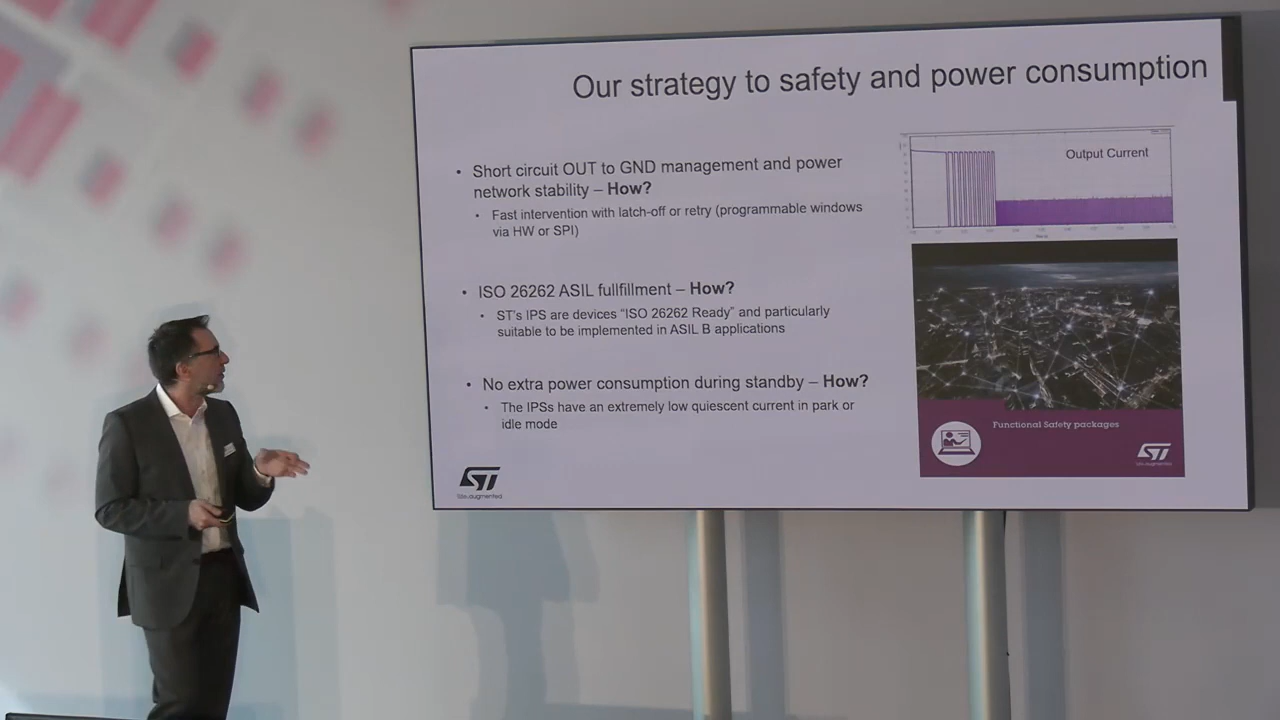 Our strategy to safety and power consumption
• Short circuit OUT to GND management and power
network stability – How?
• Fast intervention with latch-off or retry (programmable windows
via HW or SPI)
• ISO 26262 ASIL fullfillment – How?
• ST's IPS are devices "ISO 26262 Ready" and particularly
suitable to be implemented in ASIL B applications
• No extra power consumption during standby – How?
• The IPSs have an extremely low quiescent current in park or
idle mode
Output Current
Functional Safety packages
ST
ST
life.augmented